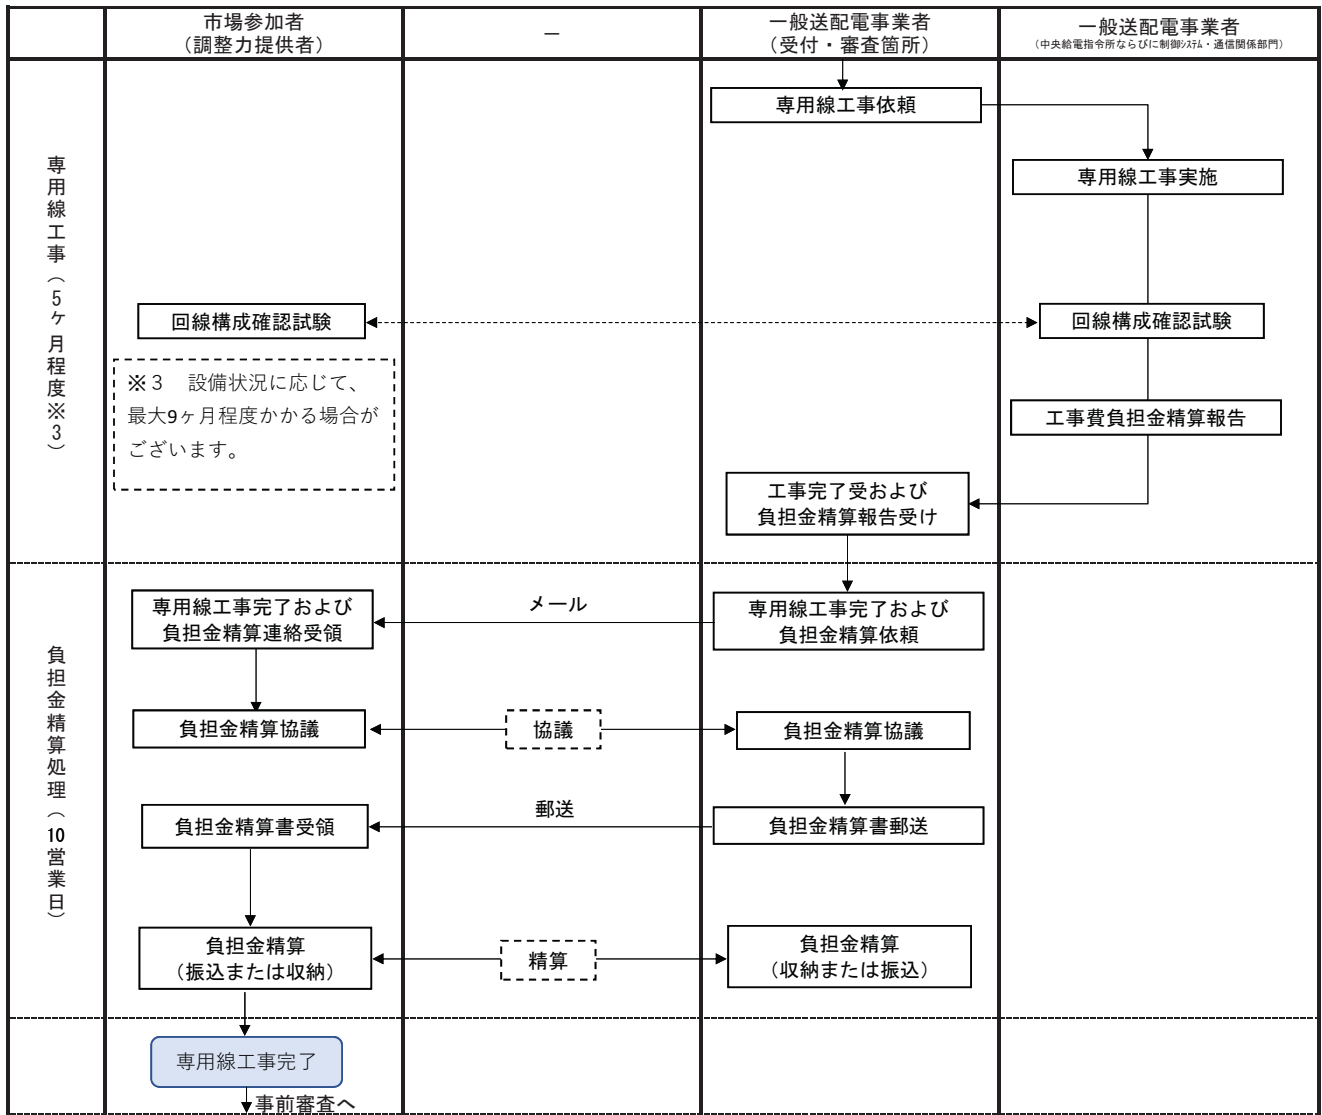 市場参加者
（調整力提供者）
－
一般送配電事業者
（受付・審査箇所）
一般送配電事業者
（中央給電指令所ならびに制御ｼｽﾃﾑ・通信関係部門）
専用線工事（5ヶ月程度※3）
専用線工事依頼
専用線工事実施
回線構成確認試験
回線構成確認試験
※３　設備状況に応じて、
最大9ヶ月程度かかる場合が
ございます。
工事費負担金精算報告
工事完了受および
負担金精算報告受け
負担金精算処理（10営業日）
専用線工事完了および
負担金精算連絡受領
メール
専用線工事完了および
負担金精算依頼
負担金精算協議
協議
負担金精算協議
負担金精算書受領
郵送
負担金精算書郵送
負担金精算
（振込または収納）
精算
負担金精算
（収納または振込）
専用線工事完了
事前審査へ